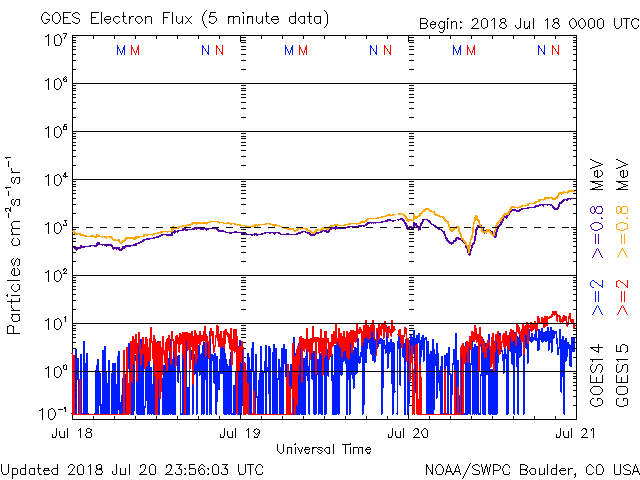 GOES Electron Flux (5 minute data)
Begin: 2018 Jul 18 0000 UTC
10⁷
M M N N M M N N M M N N
10⁶
10⁵
10⁴
10³
10²
10¹
10⁰
10⁻¹
Particles cm⁻²s⁻¹sr⁻¹
Jul 18 Jul 19 Jul 20 Jul 21
Universal Time
GOES14 >=2 >=0.8 MeV
GOES15 >=2 >=0.8 MeV
Updated 2018 Jul 20 23:56:03 UTC
NOAA/SWPC Boulder, CO USA